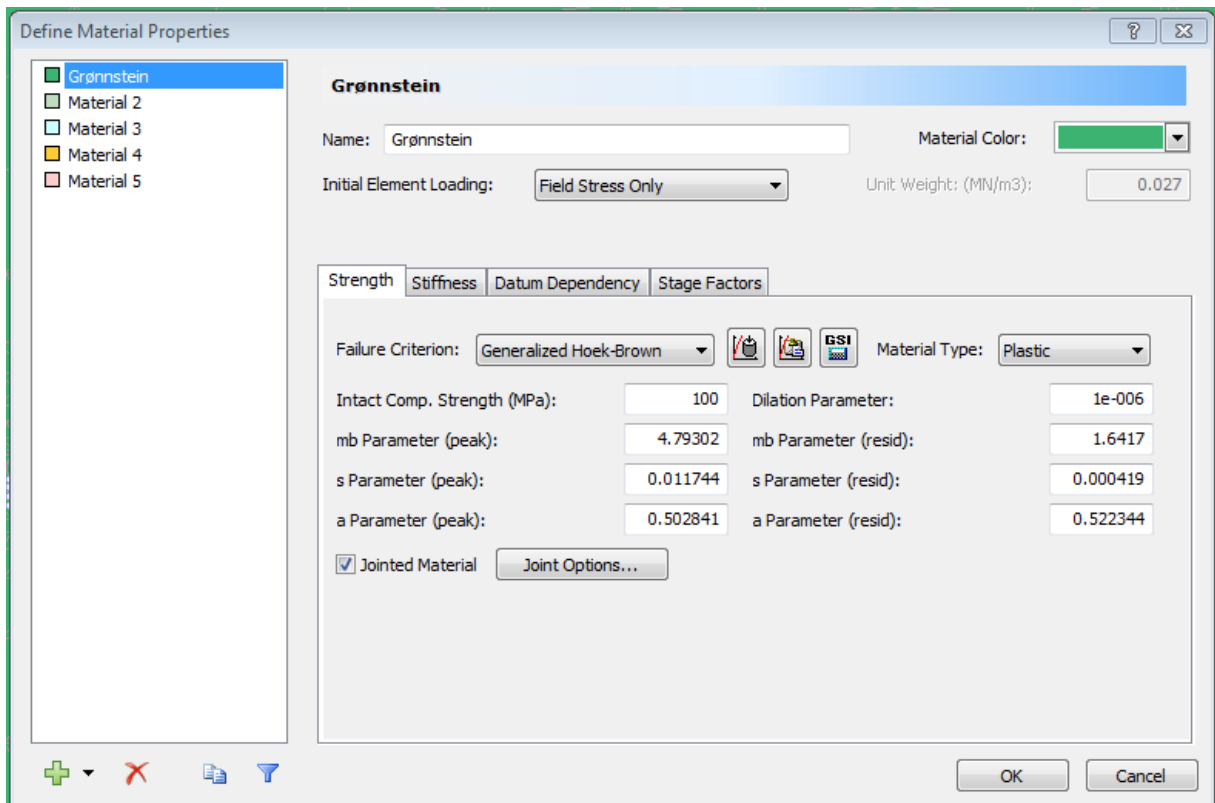 Define Material Properties
Grønnstein
Material 2
Material 3
Material 4
Material 5
Grønnstein
Name: Grønnstein Material Color:
Initial Element Loading: Field Stress Only Unit Weight: (MN/m3): 0.027
Strength Stiffness Datum Dependency Stage Factors
Failure Criterion: Generalized Hoek-Brown GSI Material Type: Plastic
Intact Comp. Strength (MPa): 100 Dilation Parameter: 1e-006
mb Parameter (peak): 4.79302 mb Parameter (resid): 1.6417
s Parameter (peak): 0.011744 s Parameter (resid): 0.000419
a Parameter (peak): 0.502841 a Parameter (resid): 0.522344
Jointed Material Joint Options...
OK Cancel